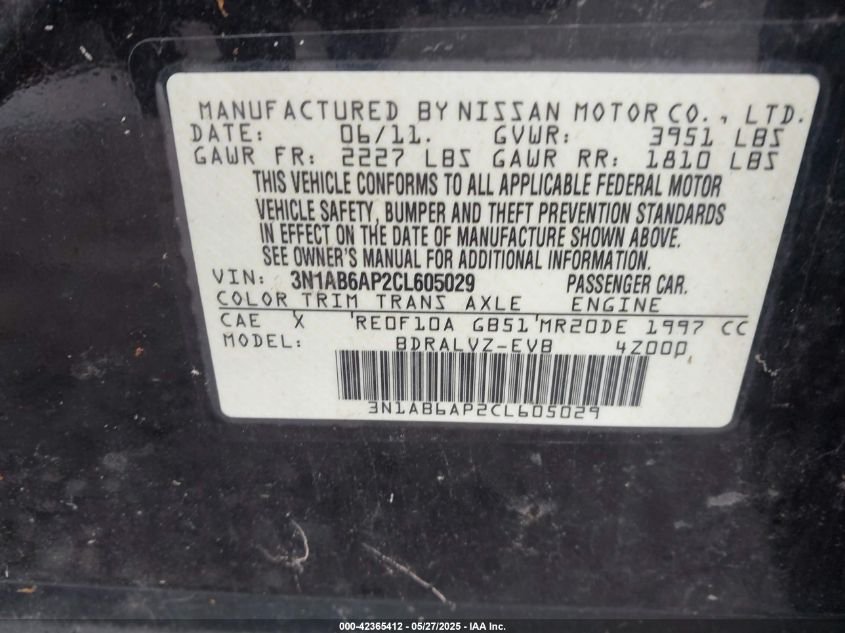 MANUFACTURED BY NISSAN MOTOR CO., LTD.
DATE: 06/11. GVWR: 3951 LBS
GAWR FR: 2227 LBS GAWR RR: 1810 LBS
THIS VEHICLE CONFORMS TO ALL APPLICABLE FEDERAL MOTOR
VEHICLE SAFETY, BUMPER AND THEFT PREVENTION STANDARDS
IN EFFECT ON THE DATE OF MANUFACTURE SHOWN ABOVE.
SEE OWNER'S MANUAL FOR ADDITIONAL INFORMATION.
VIN: 3N1AB6AP2CL605029 PASSENGER CAR.
COLOR TRIM TRANS AXLE ENGINE
CAE X 'RE0F10A GB51'MR20DE 1997 CC
MODEL: BDRALVZ-EVB 4Z000
3N1AB6AP2CL605029
000-42365412 | 05/27/2025 | IAA Inc.